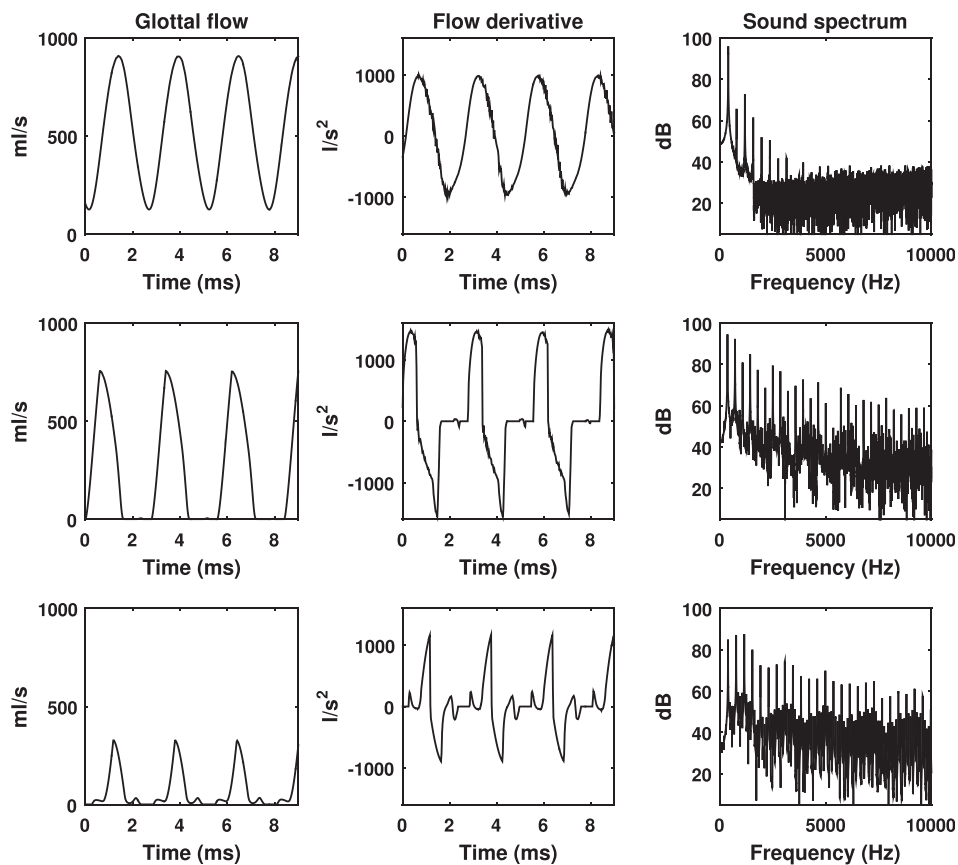 Glottal flow
Flow derivative
Sound spectrum
1000
500
0
ml/s
0 2 4 6 8
Time (ms)
1000
0
-1000
l/s²
0 2 4 6 8
Time (ms)
100
80
60
40
20
dB
0 5000 10000
Frequency (Hz)
1000
500
0
ml/s
0 2 4 6 8
Time (ms)
1000
0
-1000
l/s²
0 2 4 6 8
Time (ms)
100
80
60
40
20
dB
0 5000 10000
Frequency (Hz)
1000
500
0
ml/s
0 2 4 6 8
Time (ms)
1000
0
-1000
l/s²
0 2 4 6 8
Time (ms)
100
80
60
40
20
dB
0 5000 10000
Frequency (Hz)